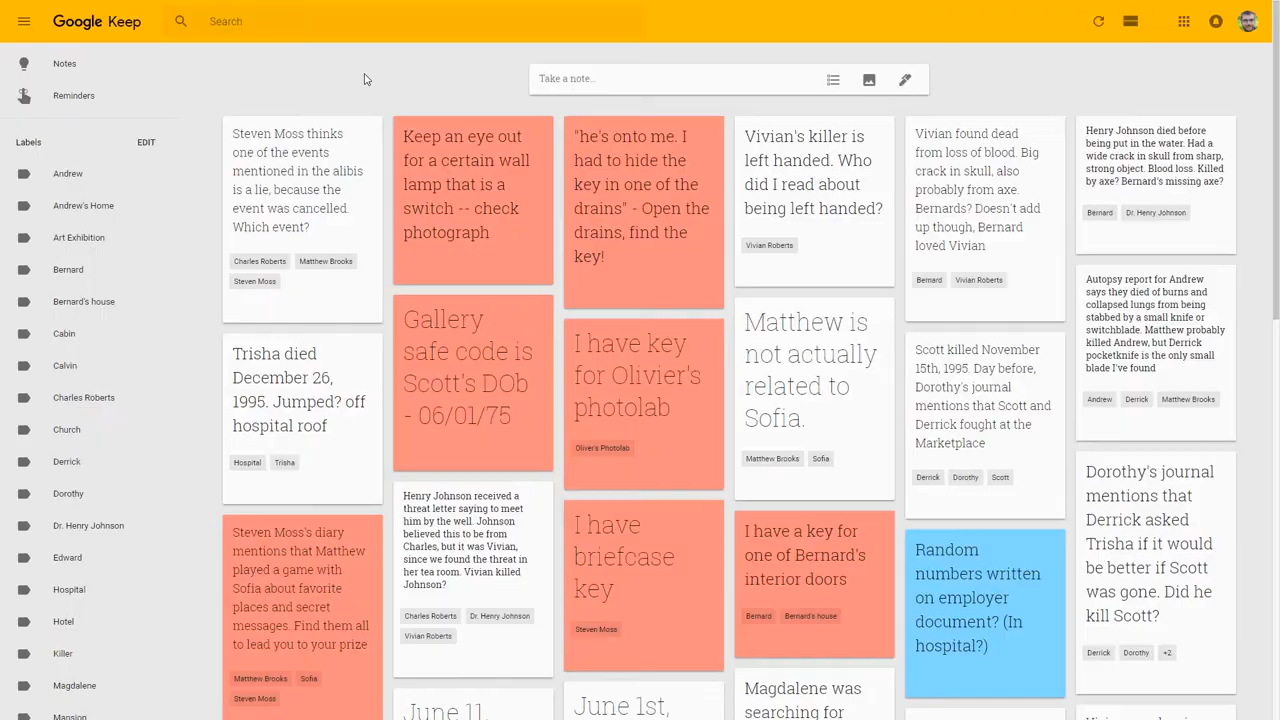 Google Keep
Search
Notes
Reminders
Labels
EDIT
Andrew
Andrew's Home
Art Exhibition
Bernard
Bernard's house
Cabin
Calvin
Charles Roberts
Church
Derrick
Dorothy
Dr. Henry Johnson
Edward
Hospital
Hotel
Killer
Magdalene
Mansion
Take a note...
Steven Moss thinks
one of the events
mentioned in the alibis
is a lie, because the
event was cancelled.
Which event?
Charles Roberts
Matthew Brooks
Steven Moss
Trisha died
December 26,
1995. Jumped? off
hospital roof
Hospital
Trisha
Steven Moss's diary
mentions that Matthew
played a game with
Sofia about favorite
places and secret
messages. Find them all
to lead you to your prize
Matthew Brooks
Sofia
Steven Moss
Keep an eye out
for a certain wall
lamp that is a
switch -- check
photograph
Gallery
safe code is
Scott's DOb
- 06/01/75
Henry Johnson received a
threat letter saying to meet
him by the well. Johnson
believed this to be from
Charles, but it was Vivian,
since we found the threat in
her tea room. Vivian killed
Jonhson?
Charles Roberts
Dr. Henry Johnson
Vivian Roberts
June 11,
"he's onto me. I
had to hide the
key in one of the
drains" - Open the
drains, find the
key!
I have key
for Olivier's
photolab
Oliver's Photolab
I have
briefcase
key
Steven Moss
June 1st,
Vivian's killer is
left handed. Who
did I read about
being left handed?
Vivian Roberts
Matthew is
not actually
related to
Sofia.
Matthew Brooks
Sofia
I have a key for
one of Bernard's
interior doors
Bernard
Bernard's house
Magdalene was
searching for
Vivian found dead
from loss of blood. Big
crack in skull, also
probably from axe.
Bernards? Doesn't add
up though, Bernard
loved Vivian
Bernard
Vivian Roberts
Scott killed November
15th, 1995. Day before,
Dorothy's journal
mentions that Scott and
Derrick fought at the
Marketplace
Derrick
Dorothy
Scott
Random
numbers written
on employer
document? (In
hospital?)
Henry Johnson died before
being put in the water. Had a
wide crack in skull from sharp,
strong object. Blood loss. Killed
by axe? Bernard's missing axe?
Bernard
Dr. Henry Johnson
Autopsy report for Andrew
says they died of burns and
collapsed lungs from being
stabbed by a small knife or
switchblade. Matthew probably
killed Andrew, but Derrick
pocketknife is the only small
blade I've found
Andrew
Derrick
Matthew Brooks
Dorothy's journal
mentions that
Derrick asked
Trisha if it would
be better if Scott
was gone. Did he
kill Scott?
Derrick
Dorothy
+2